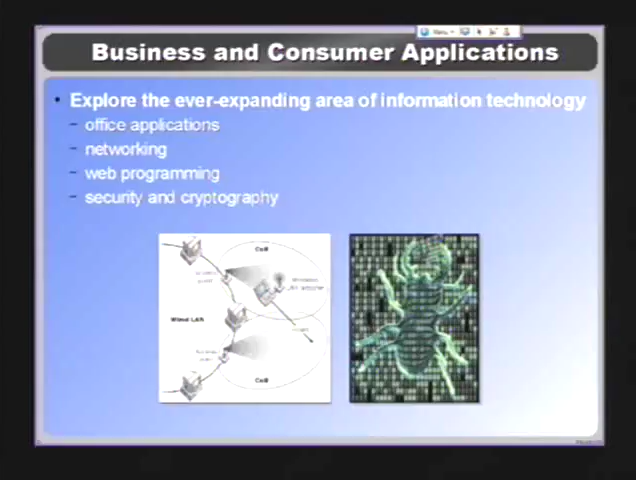 Menu
Business and Consumer Applications
• Explore the ever-expanding area of information technology
– office applications
– networking
– web programming
– security and cryptography
Cell
Wired LAN
Cell